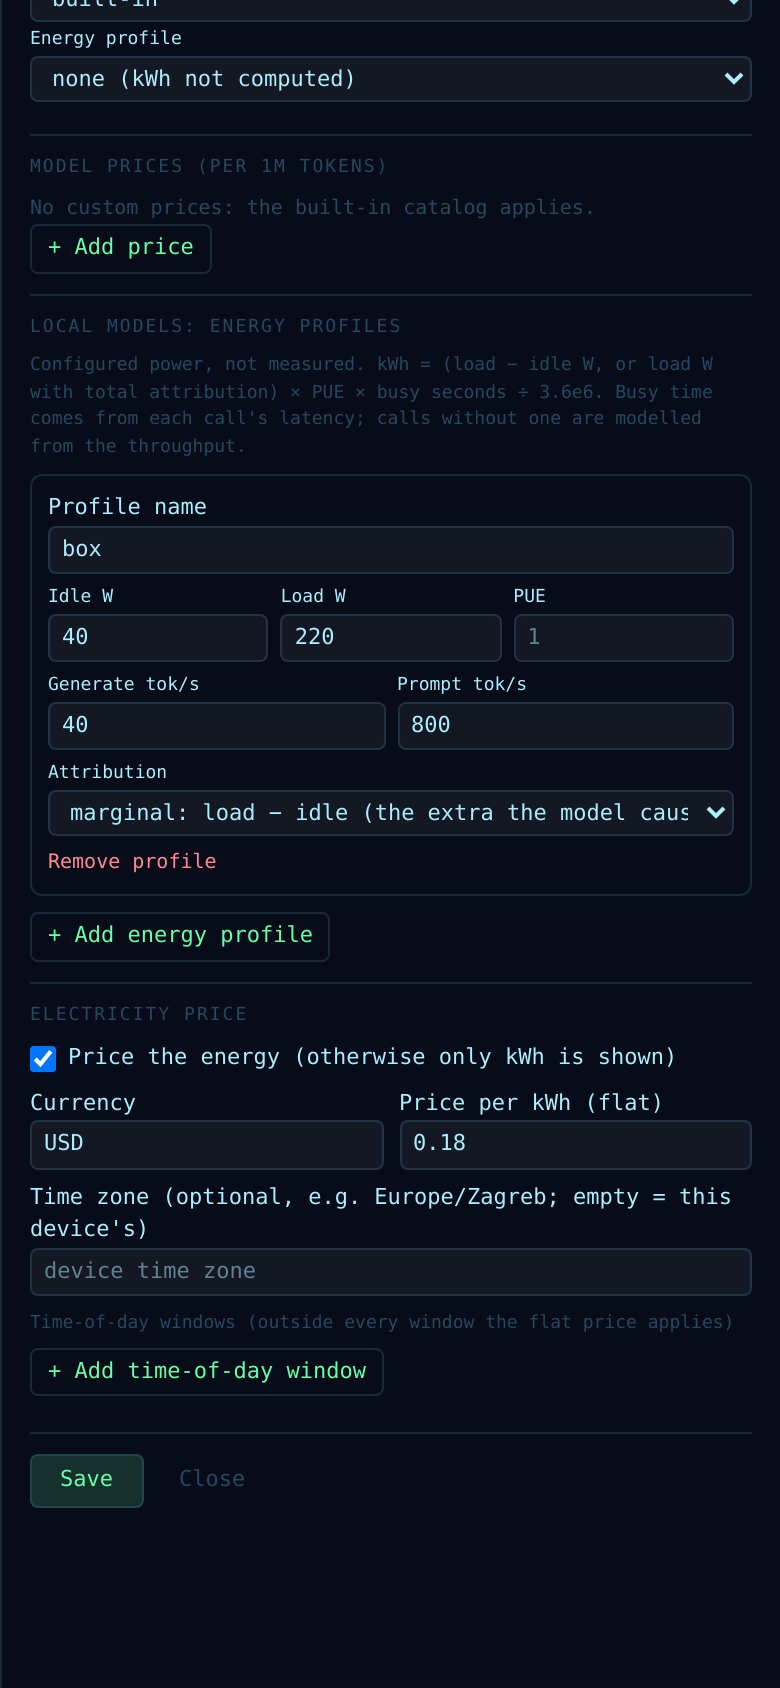 built-in
Energy profile
none (kWh not computed)
MODEL PRICES (PER 1M TOKENS)
No custom prices: the built-in catalog applies.
+ Add price
LOCAL MODELS: ENERGY PROFILES
Configured power, not measured. kWh = (load − idle W, or load W
with total attribution) × PUE × busy seconds ÷ 3.6e6. Busy time
comes from each call's latency; calls without one are modelled
from the throughput.
Profile name
box
Idle W Load W PUE
40 220 1
Generate tok/s Prompt tok/s
40 800
Attribution
marginal: load − idle (the extra the model caus
Remove profile
+ Add energy profile
ELECTRICITY PRICE
Price the energy (otherwise only kWh is shown)
Currency Price per kWh (flat)
USD 0.18
Time zone (optional, e.g. Europe/Zagreb; empty = this
device's)
device time zone
Time-of-day windows (outside every window the flat price applies)
+ Add time-of-day window
Save Close